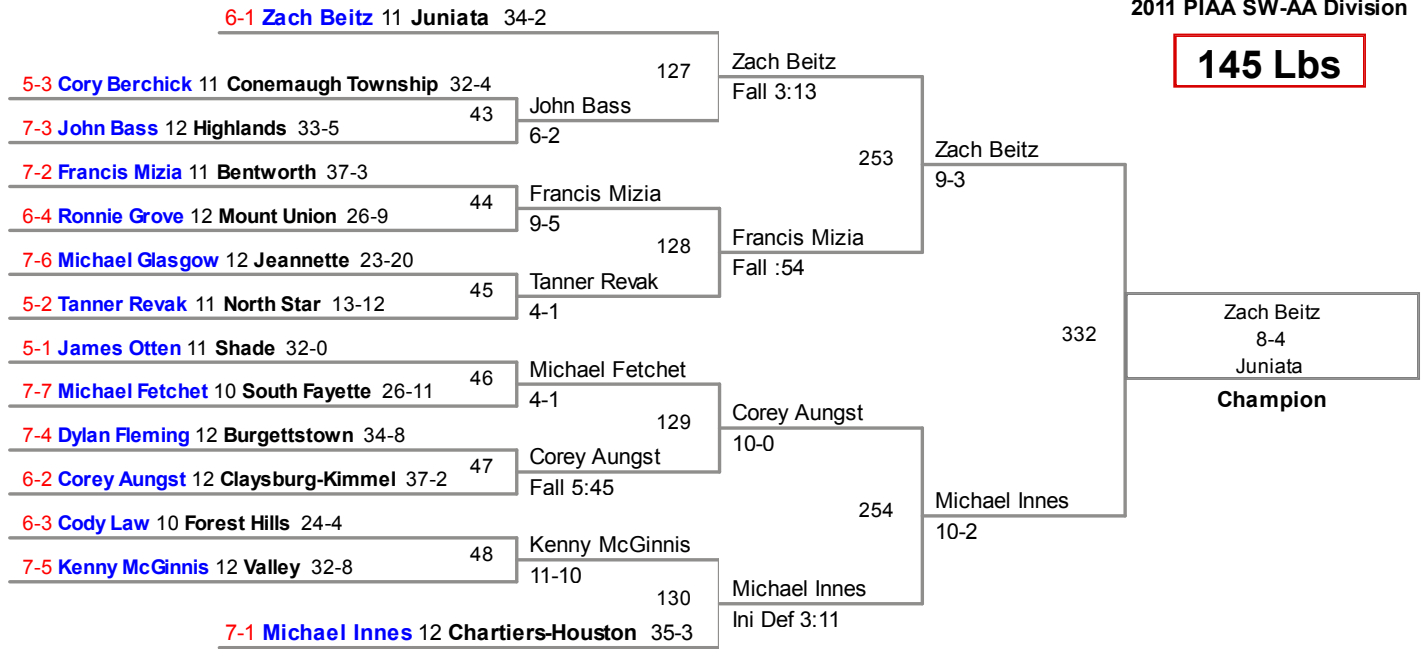 2011 PIAA SW-AA Division
145 Lbs
6-1 Zach Beitz 11 Juniata 34-2
5-3 Cory Berchick 11 Conemaugh Township 32-4
7-3 John Bass 12 Highlands 33-5
7-2 Francis Mizia 11 Bentworth 37-3
6-4 Ronnie Grove 12 Mount Union 26-9
7-6 Michael Glasgow 12 Jeannette 23-20
5-2 Tanner Revak 11 North Star 13-12
5-1 James Otten 11 Shade 32-0
7-7 Michael Fetchet 10 South Fayette 26-11
7-4 Dylan Fleming 12 Burgettstown 34-8
6-2 Corey Aungst 12 Claysburg-Kimmel 37-2
6-3 Cody Law 10 Forest Hills 24-4
7-5 Kenny McGinnis 12 Valley 32-8
7-1 Michael Innes 12 Chartiers-Houston 35-3
43
John Bass
6-2
44
Francis Mizia
9-5
45
Tanner Revak
4-1
46
Michael Fetchet
4-1
47
Corey Aungst
Fall 5:45
48
Kenny McGinnis
11-10
127
Zach Beitz
Fall 3:13
128
Francis Mizia
Fall :54
129
Corey Aungst
10-0
130
Michael Innes
Inj Def 3:11
253
Zach Beitz
9-3
254
Michael Innes
10-2
332
Zach Beitz
8-4
Juniata
Champion